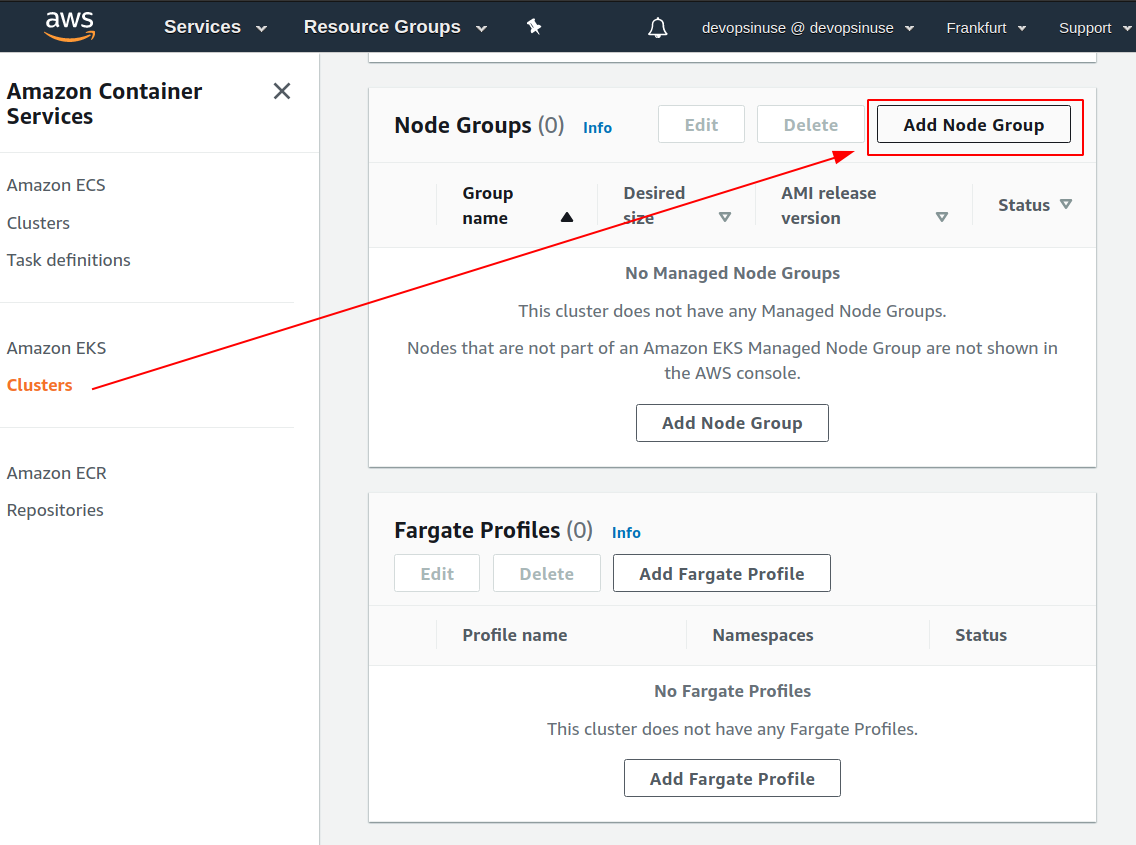 aws Services Resource Groups devopsinuse @ devopsinuse Frankfurt Support
Amazon Container
Services
Amazon ECS
Clusters
Task definitions
Amazon EKS
Clusters
Amazon ECR
Repositories
Node Groups (0) Info Edit Delete Add Node Group
Group
name
Desired
size
AMI release
version
Status
No Managed Node Groups
This cluster does not have any Managed Node Groups.
Nodes that are not part of an Amazon EKS Managed Node Group are not shown in
the AWS console.
Add Node Group
Fargate Profiles (0) Info
Edit Delete Add Fargate Profile
Profile name Namespaces Status
No Fargate Profiles
This cluster does not have any Fargate Profiles.
Add Fargate Profile